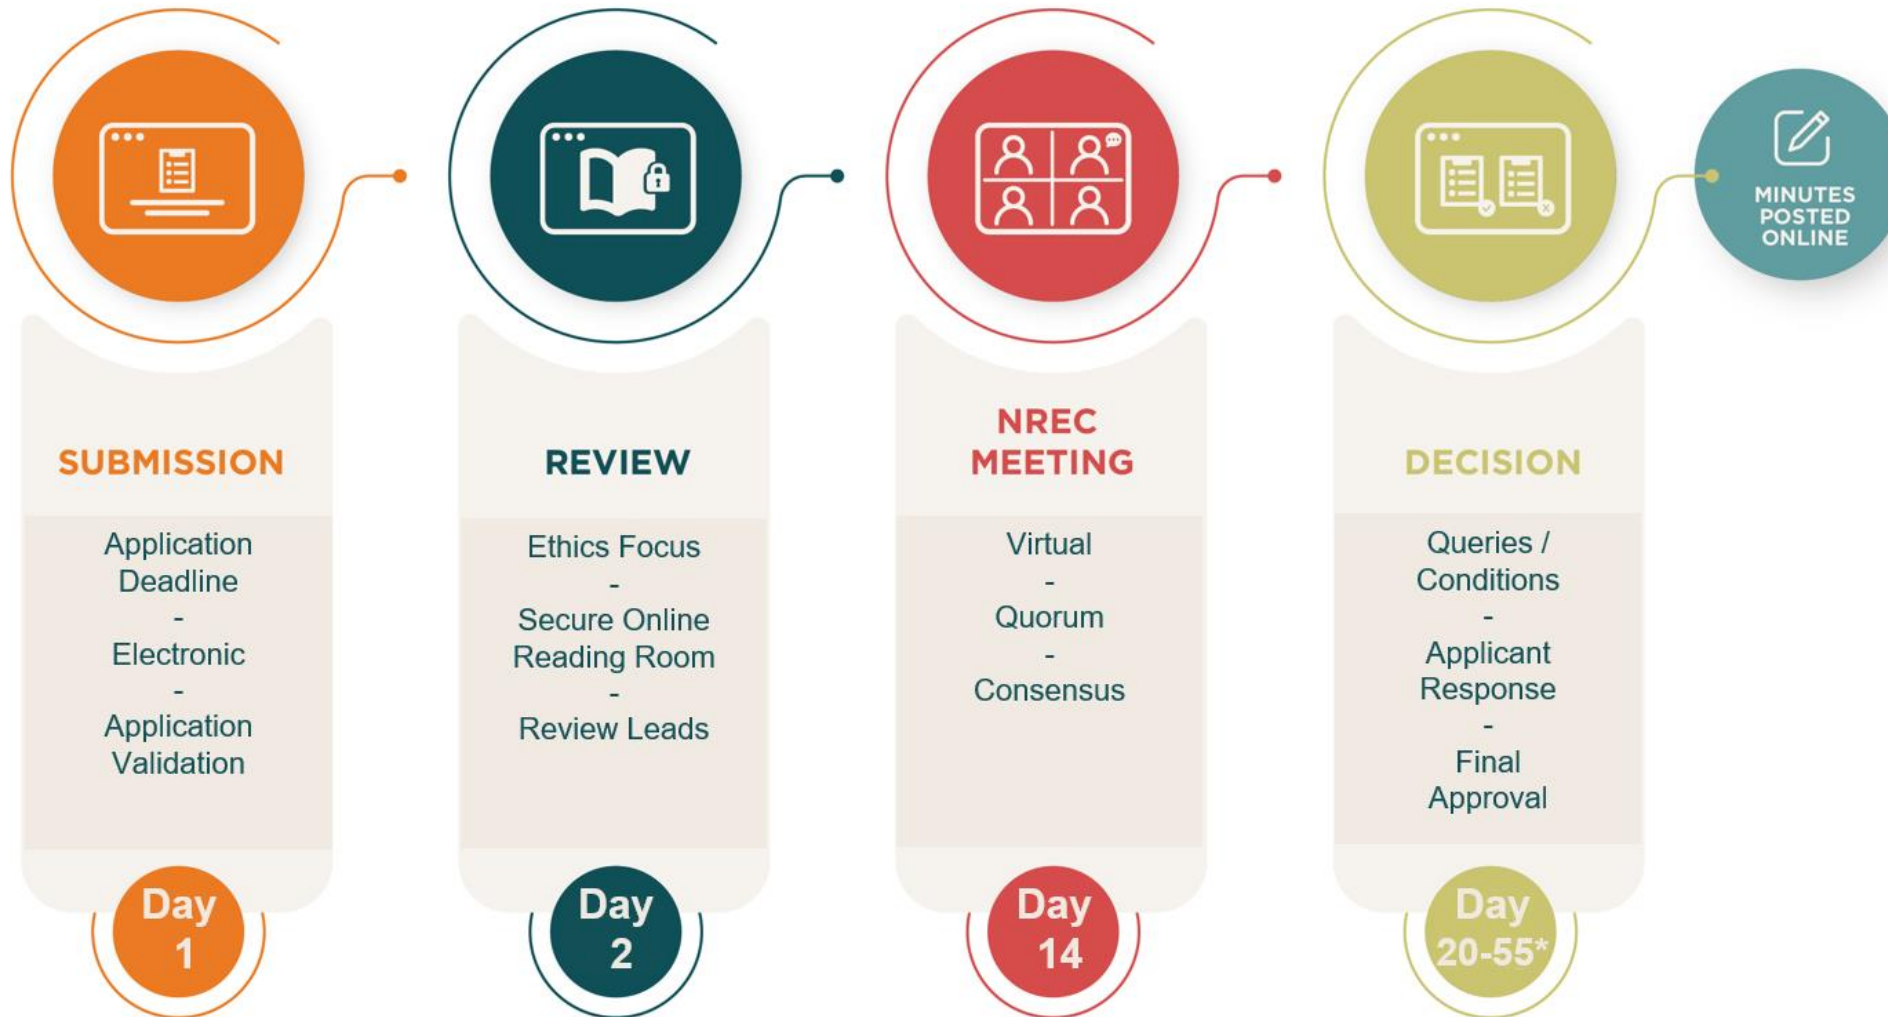 SUBMISSION
Application
Deadline
-
Electronic
-
Application
Validation
Day
1
REVIEW
Ethics Focus
-
Secure Online
Reading Room
-
Review Leads
Day
2
NREC
MEETING
Virtual
-
Quorum
-
Consensus
Day
14
DECISION
Queries /
Conditions
-
Applicant
Response
-
Final
Approval
Day
20-55*
MINUTES
POSTED
ONLINE